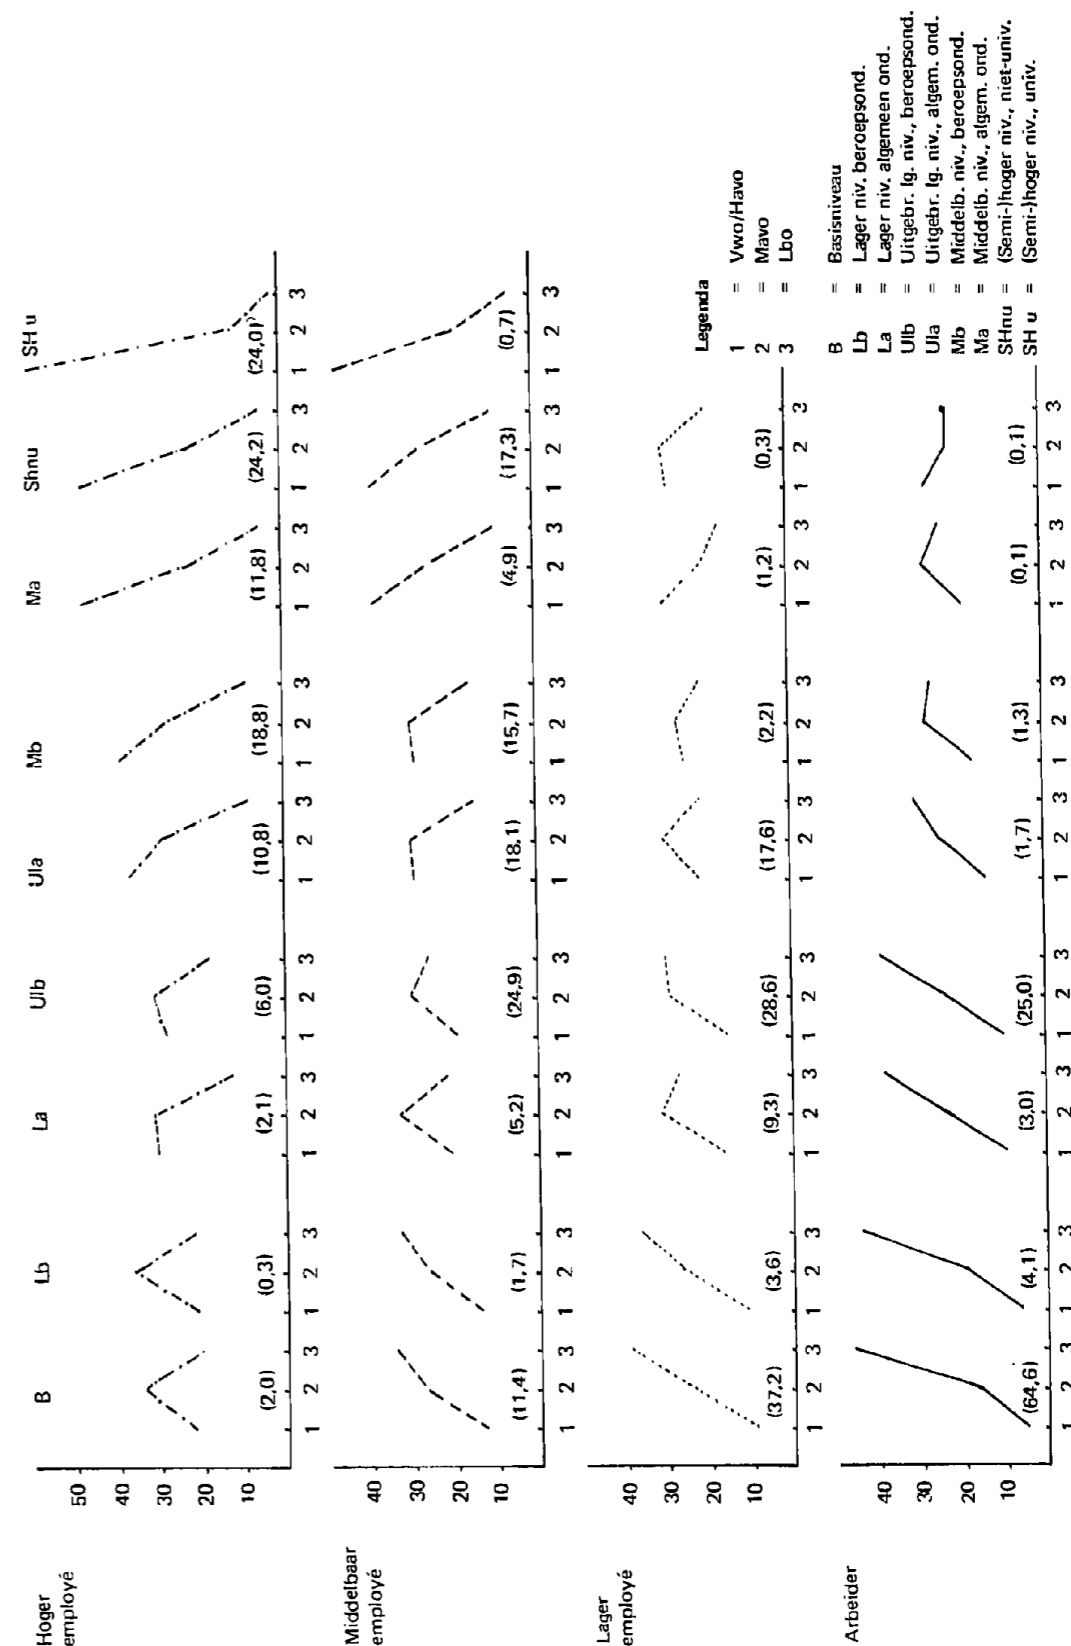 B
Lb
La
Ulb
Ula
Mb
Ma
Shnu
SH u
Hoger
employé
50
40
30
20
10
(2,0)
(0,3)
(2,1)
(6,0)
(10,8)
(18,8)
(11,8)
(24,2)
(24,0)
1 2 3
1 2 3
1 2 3
1 2 3
1 2 3
1 2 3
1 2 3
1 2 3
1 2 3
Middelbaar
employé
40
30
20
10
(11,4)
(1,7)
(5,2)
(24,9)
(18,1)
(15,7)
(4,9)
(17,3)
(0,7)
1 2 3
1 2 3
1 2 3
1 2 3
1 2 3
1 2 3
1 2 3
1 2 3
1 2 3
Lager
employé
40
30
20
10
(37,2)
(3,6)
(9,3)
(28,6)
(17,6)
(2,2)
(1,2)
(0,3)
1 2 3
1 2 3
1 2 3
1 2 3
1 2 3
1 2 3
1 2 3
1 2 3
Arbeider
40
30
20
10
(64,6)
(4,1)
(3,0)
(25,0)
(1,7)
(1,3)
(0,1)
(0,1)
1 2 3
1 2 3
1 2 3
1 2 3
1 2 3
1 2 3
1 2 3
1 2 3
Legenda
1 = Vwo/Havo
2 = Mavo
3 = Lbo
B = Basisniveau
Lb = Lager niv. beroepsond.
La = Lager niv. algemeen ond.
Ulb = Uitgebr. lg. niv., beroepsond.
Ula = Uitgebr. lg. niv., algem. ond.
Mb = Middelb. niv., beroepsond.
Ma = Middelb. niv., algem. ond.
SHnu = (Semi-)hoger niv., niet-univ.
SH u = (Semi-)hoger niv., univ.